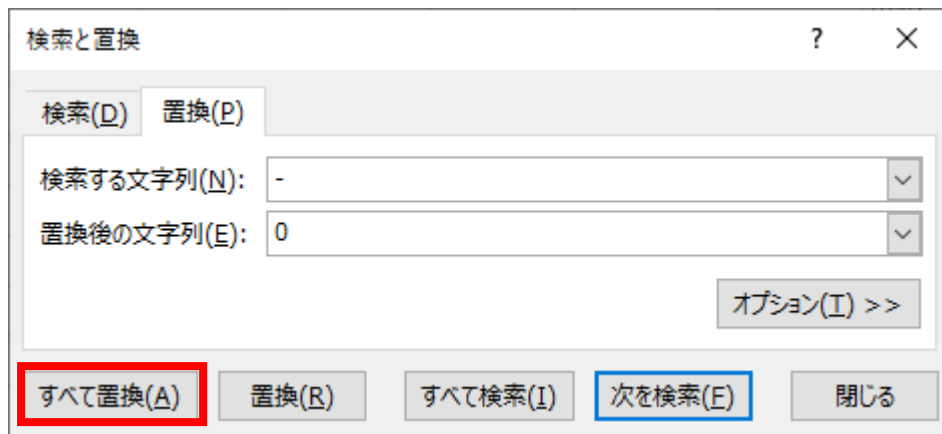 検索と置換 ? ×
検索(D) 置換(P)
検索する文字列(N): -
置換後の文字列(E): 0
オプション(T) >>
すべて置換(A) 置換(R) すべて検索(I) 次を検索(F) 閉じる